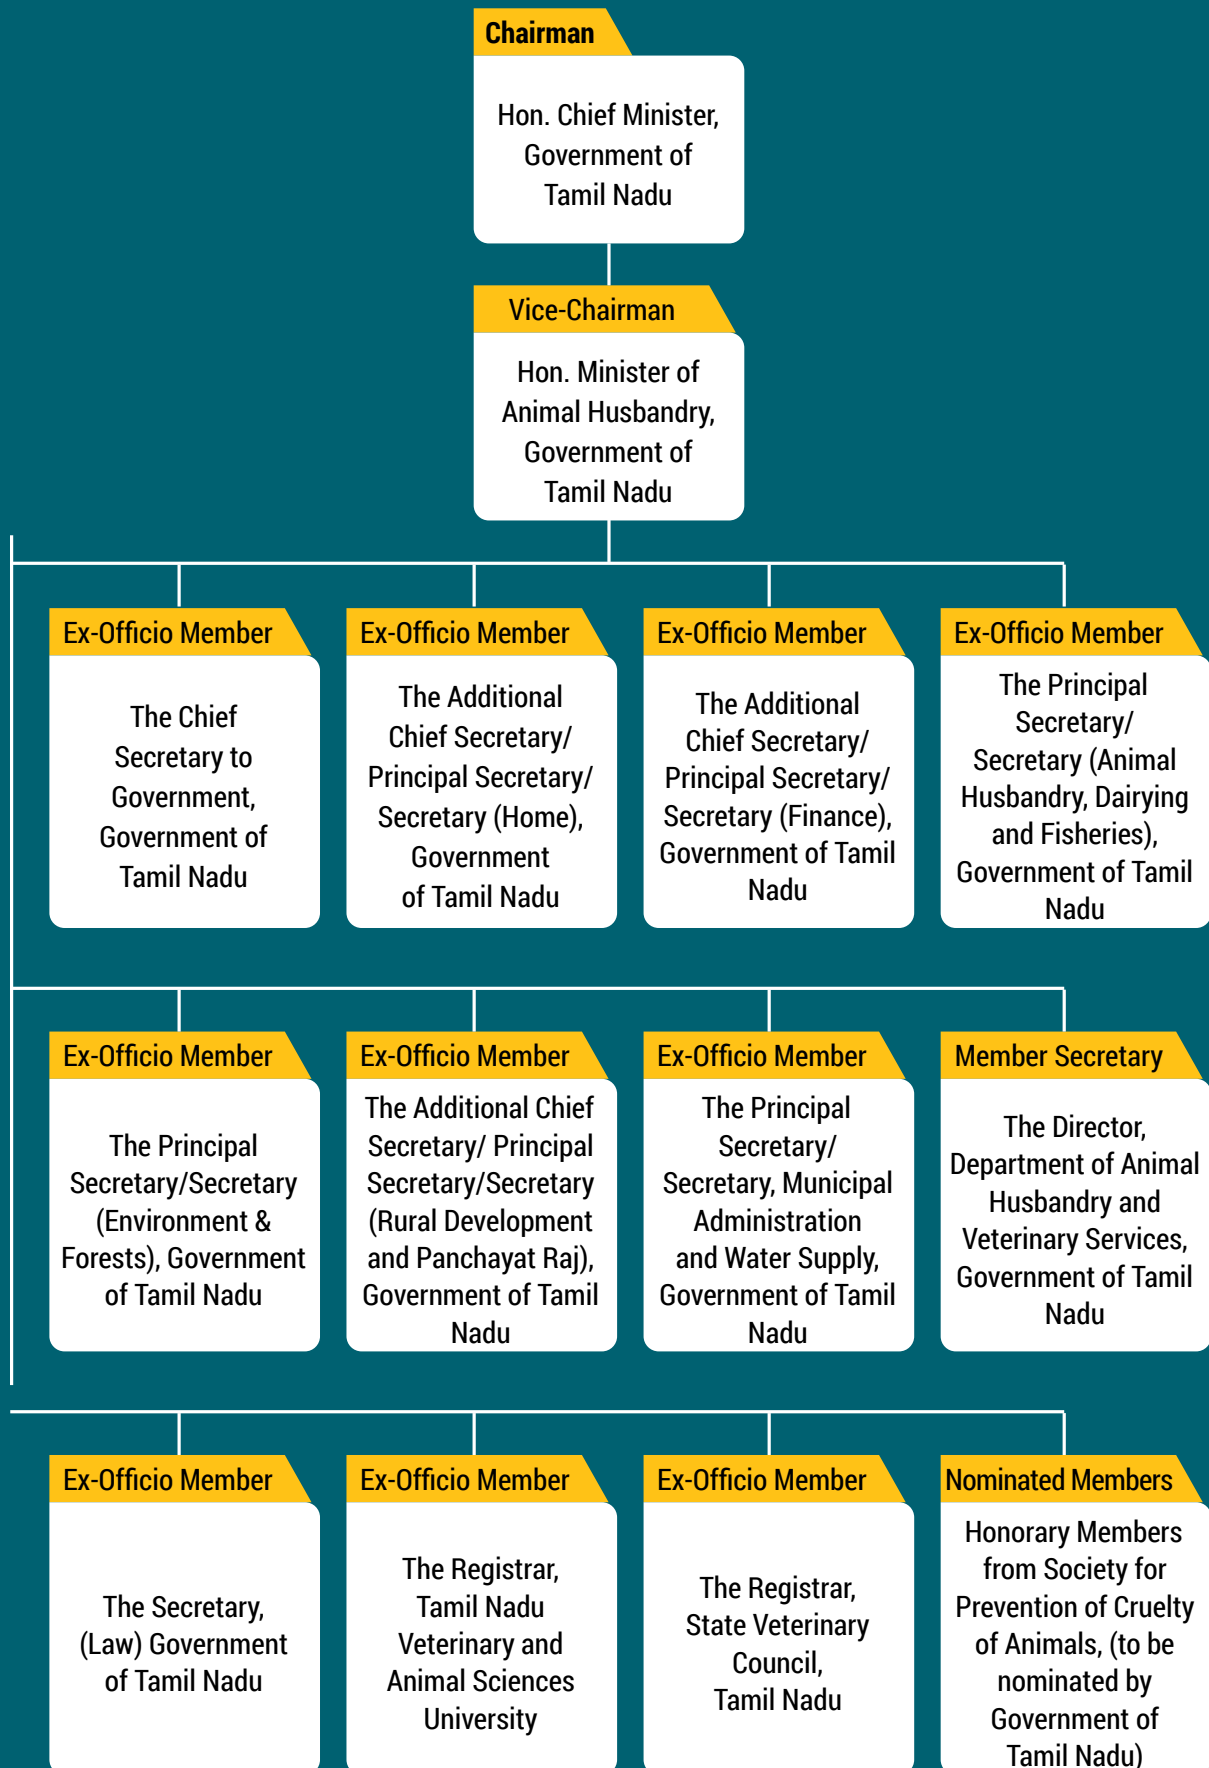 Chairman
Hon. Chief Minister,
Government of
Tamil Nadu
Vice-Chairman
Hon. Minister of
Animal Husbandry,
Government of
Tamil Nadu
Ex-Officio Member
The Chief
Secretary to
Government,
Government of
Tamil Nadu
Ex-Officio Member
The Additional
Chief Secretary/
Principal Secretary/
Secretary (Home),
Government
of Tamil Nadu
Ex-Officio Member
The Additional
Chief Secretary/
Principal Secretary/
Secretary (Finance),
Government of Tamil
Nadu
Ex-Officio Member
The Principal
Secretary/
Secretary (Animal
Husbandry, Dairying
and Fisheries),
Government of Tamil
Nadu
Ex-Officio Member
The Principal
Secretary/Secretary
(Environment &
Forests), Government
of Tamil Nadu
Ex-Officio Member
The Additional Chief
Secretary/ Principal
Secretary/Secretary
(Rural Development
and Panchayat Raj),
Government of Tamil
Nadu
Ex-Officio Member
The Principal
Secretary/
Secretary, Municipal
Administration
and Water Supply,
Government of Tamil
Nadu
Member Secretary
The Director,
Department of Animal
Husbandry and
Veterinary Services,
Government of Tamil
Nadu
Ex-Officio Member
The Secretary,
(Law) Government
of Tamil Nadu
Ex-Officio Member
The Registrar,
Tamil Nadu
Veterinary and
Animal Sciences
University
Ex-Officio Member
The Registrar,
State Veterinary
Council,
Tamil Nadu
Nominated Members
Honorary Members
from Society for
Prevention of Cruelty
of Animals, (to be
nominated by
Government of
Tamil Nadu)